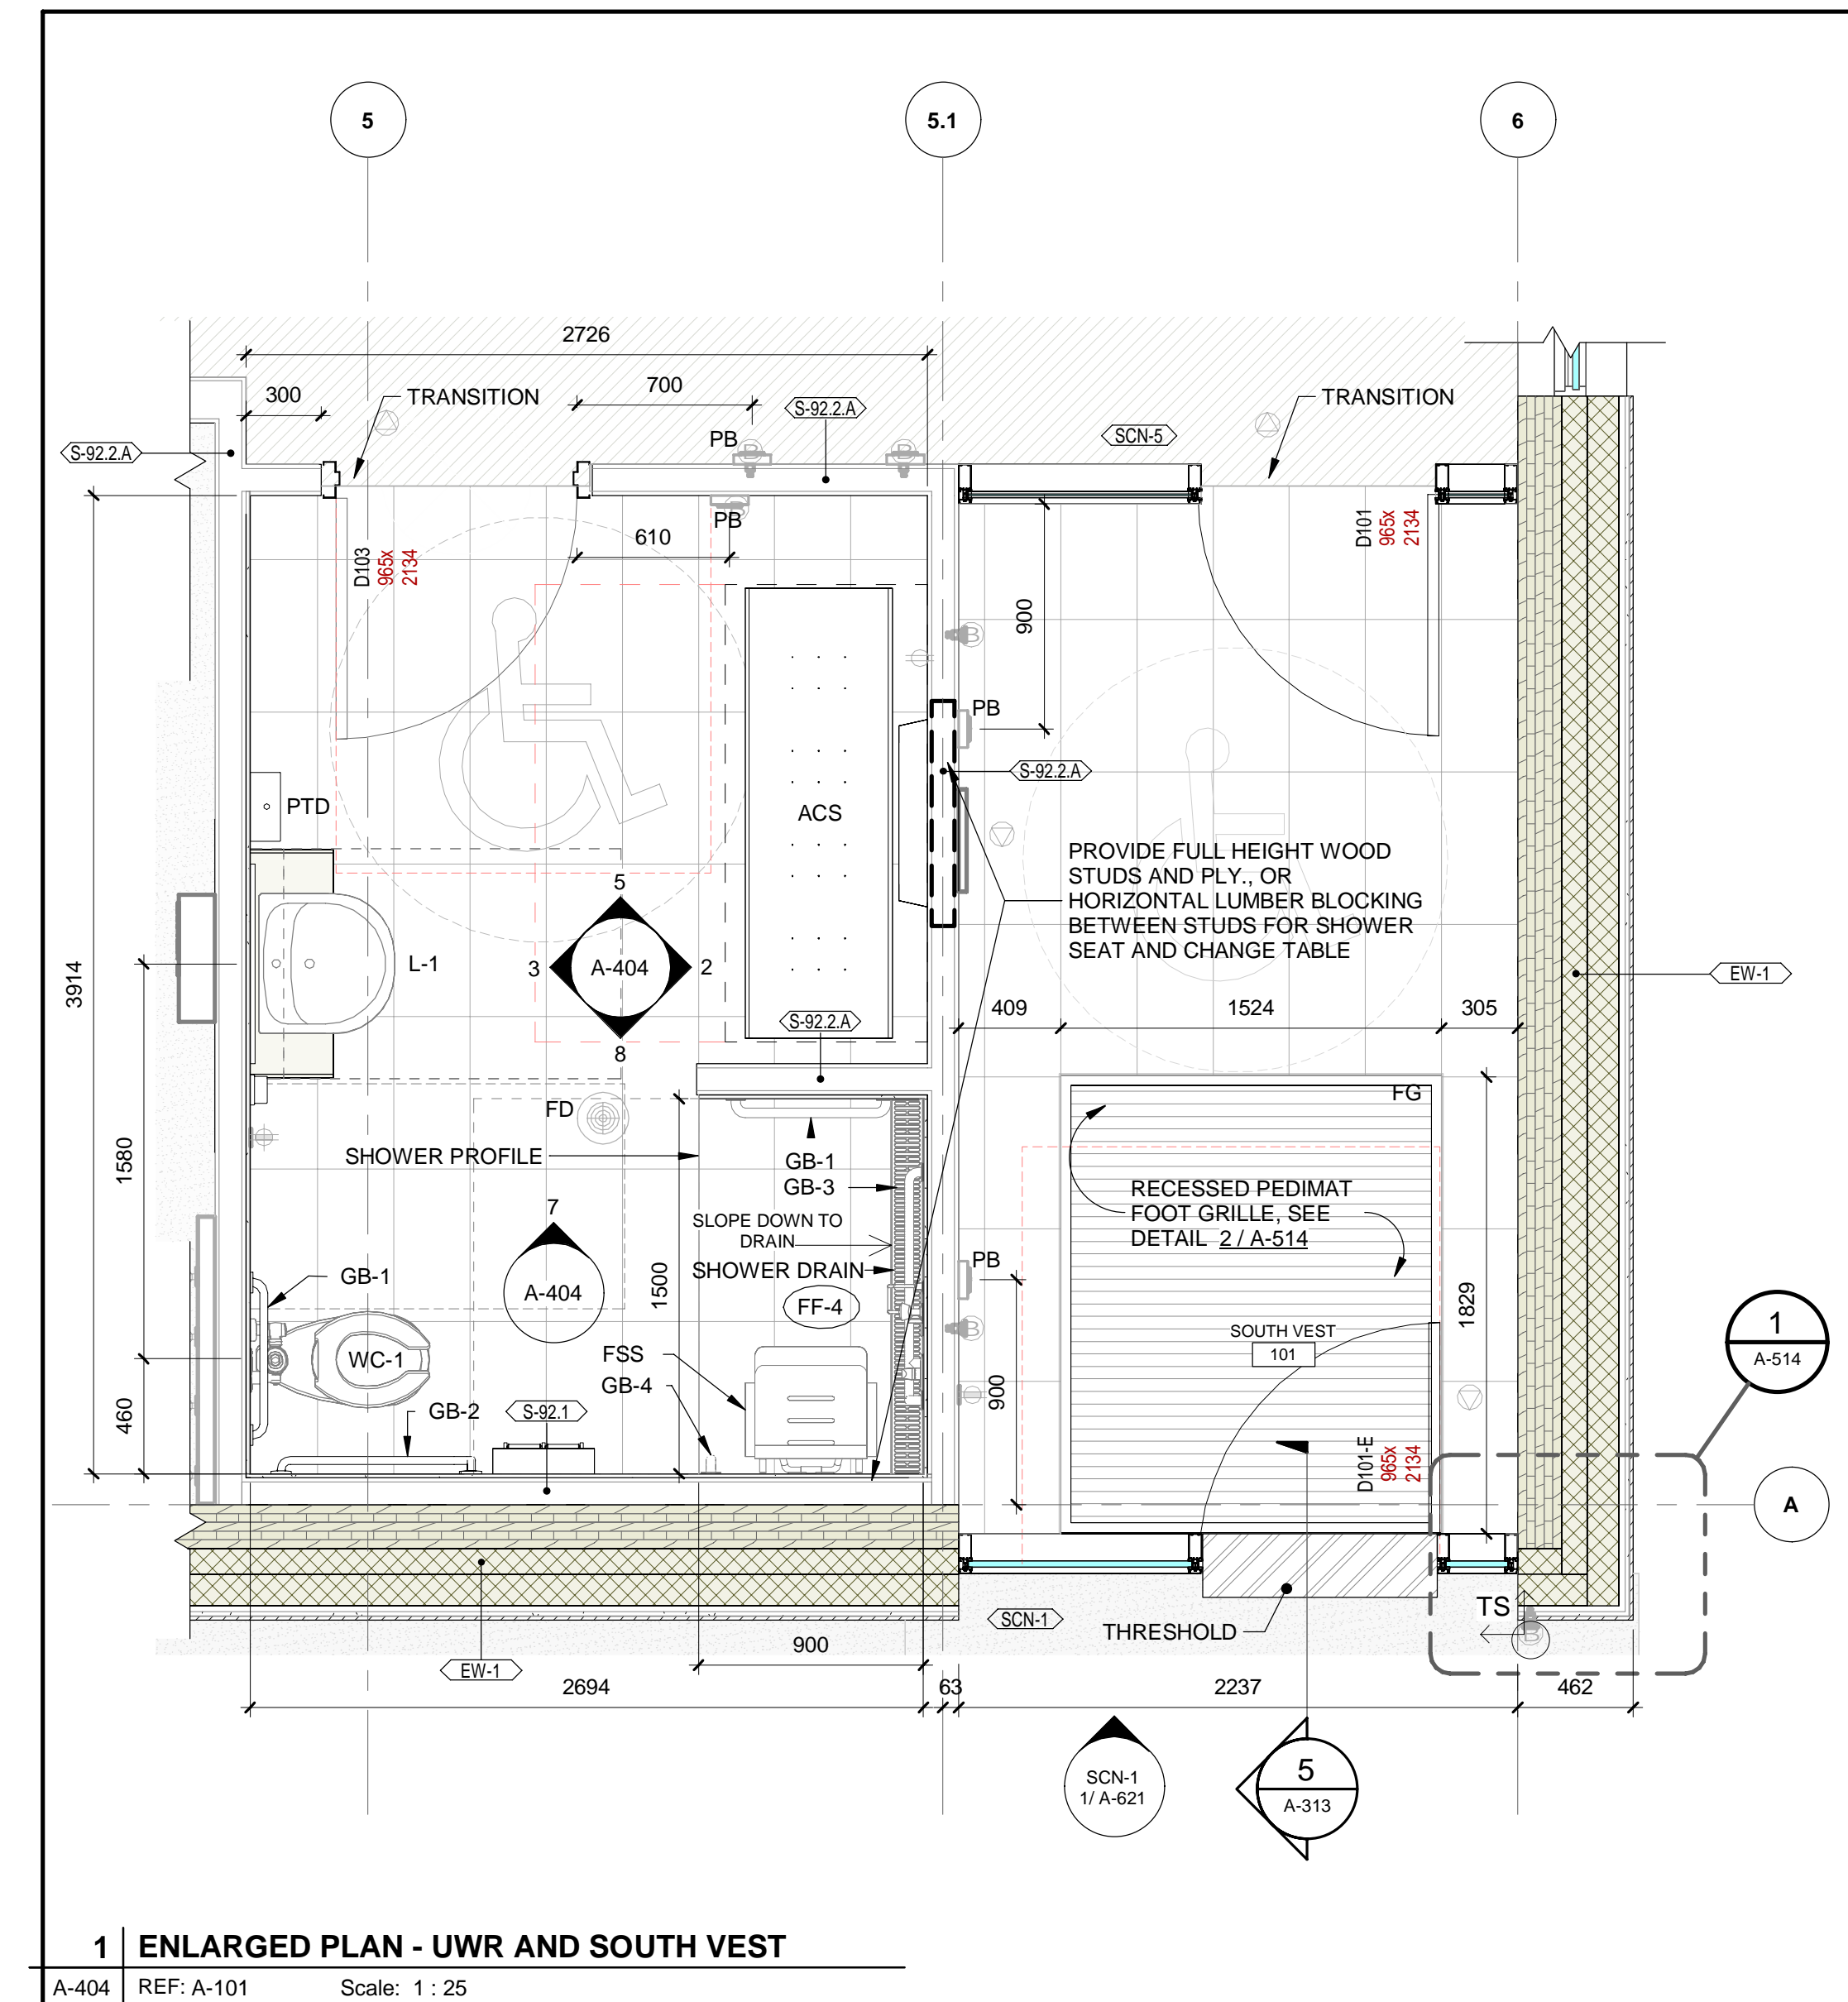 5
5.1
6
2726
300
TRANSITION
700
S-92.2.A
PB
S-92.2.A
SCN-5
TRANSITION
PB
610
D103
965x
2134
D101
965x
2134
900
B
B
B
PB
S-92.2.A
PTD
ACS
PROVIDE FULL HEIGHT WOOD
STUDS AND PLY., OR
HORIZONTAL LUMBER BLOCKING
BETWEEN STUDS FOR SHOWER
SEAT AND CHANGE TABLE
5
3
A-404
2
8
L-1
3914
EW-1
S-92.2.A
409
1524
305
FD
FG
SHOWER PROFILE
GB-1
GB-3
1580
RECESSED PEDIMAT
FOOT GRILLE, SEE
DETAIL 2 / A-514
7
A-404
SLOPE DOWN TO
DRAIN
SHOWER DRAIN
FF-4
GB-1
1500
PB
1829
B
SOUTH VEST
101
1
A-514
WC-1
FSS
GB-4
460
GB-2
S-92.1
900
D101-E
965x
2134
A
TS
B
SCN-1
THRESHOLD
EW-1
900
2694
63
2237
462
SCN-1
1/ A-621
5
A-313
1
ENLARGED PLAN - UWR AND SOUTH VEST
A-404
REF: A-101
Scale: 1 : 25